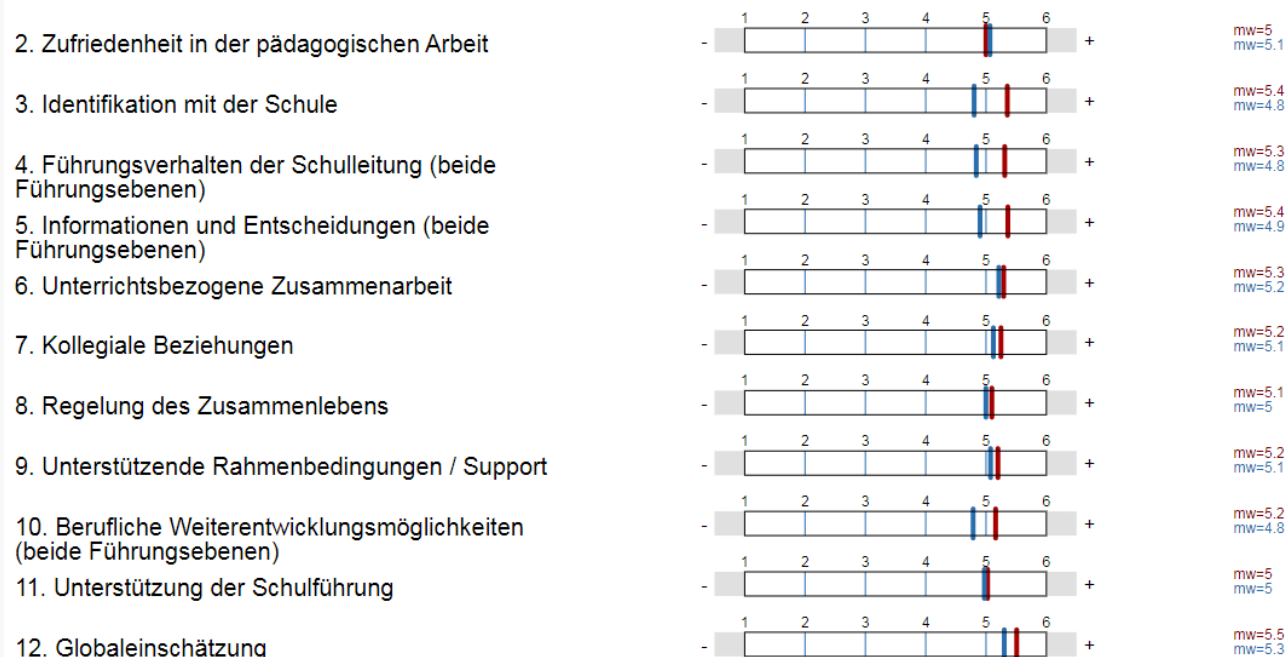 1 2 3 4 5 6
2. Zufriedenheit in der pädagogischen Arbeit - + mw=5
mw=5.1
1 2 3 4 5 6
3. Identifikation mit der Schule - + mw=5.4
mw=4.8
1 2 3 4 5 6
4. Führungsverhalten der Schulleitung (beide - + mw=5.3
Führungsebenen) mw=4.8
1 2 3 4 5 6
5. Informationen und Entscheidungen (beide - + mw=5.4
Führungsebenen) mw=4.9
1 2 3 4 5 6
6. Unterrichtsbezogene Zusammenarbeit - + mw=5.3
mw=5.2
1 2 3 4 5 6
7. Kollegiale Beziehungen - + mw=5.2
mw=5.1
1 2 3 4 5 6
8. Regelung des Zusammenlebens - + mw=5.1
mw=5
1 2 3 4 5 6
9. Unterstützende Rahmenbedingungen / Support - + mw=5.2
mw=5.1
1 2 3 4 5 6
10. Berufliche Weiterentwicklungsmöglichkeiten - + mw=5.2
(beide Führungsebenen) mw=4.8
1 2 3 4 5 6
11. Unterstützung der Schulführung - + mw=5
mw=5
1 2 3 4 5 6
12. Globaleinschätzung - + mw=5.5
mw=5.3